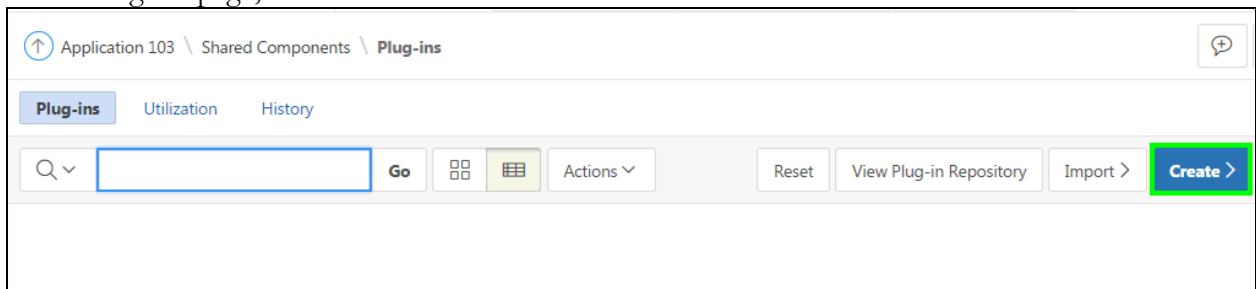 Application 103 \ Shared Components \ Plug-ins
Plug-ins Utilization History
Go Actions Reset View Plug-in Repository Import > Create >